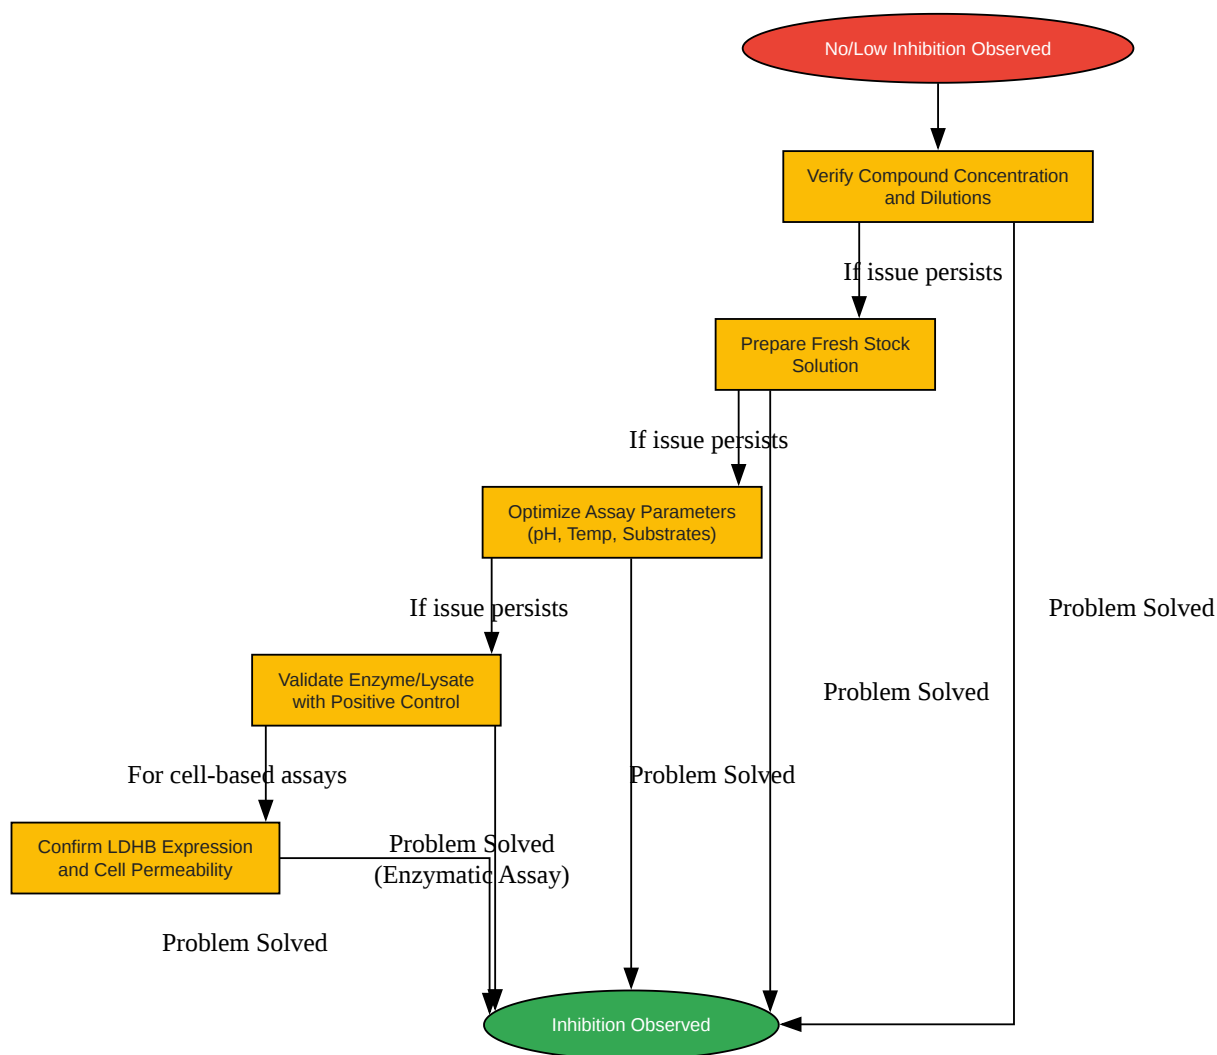 No/Low Inhibition Observed
Verify Compound Concentration
and Dilutions
If issue persists
Prepare Fresh Stock
Solution
If issue persists
Optimize Assay Parameters
(pH, Temp, Substrates)
If issue persists
Problem Solved
Validate Enzyme/Lysate
with Positive Control
Problem Solved
For cell-based assays
Problem Solved
Confirm LDHB Expression
and Cell Permeability
Problem Solved
(Enzymatic Assay)
Problem Solved
Inhibition Observed